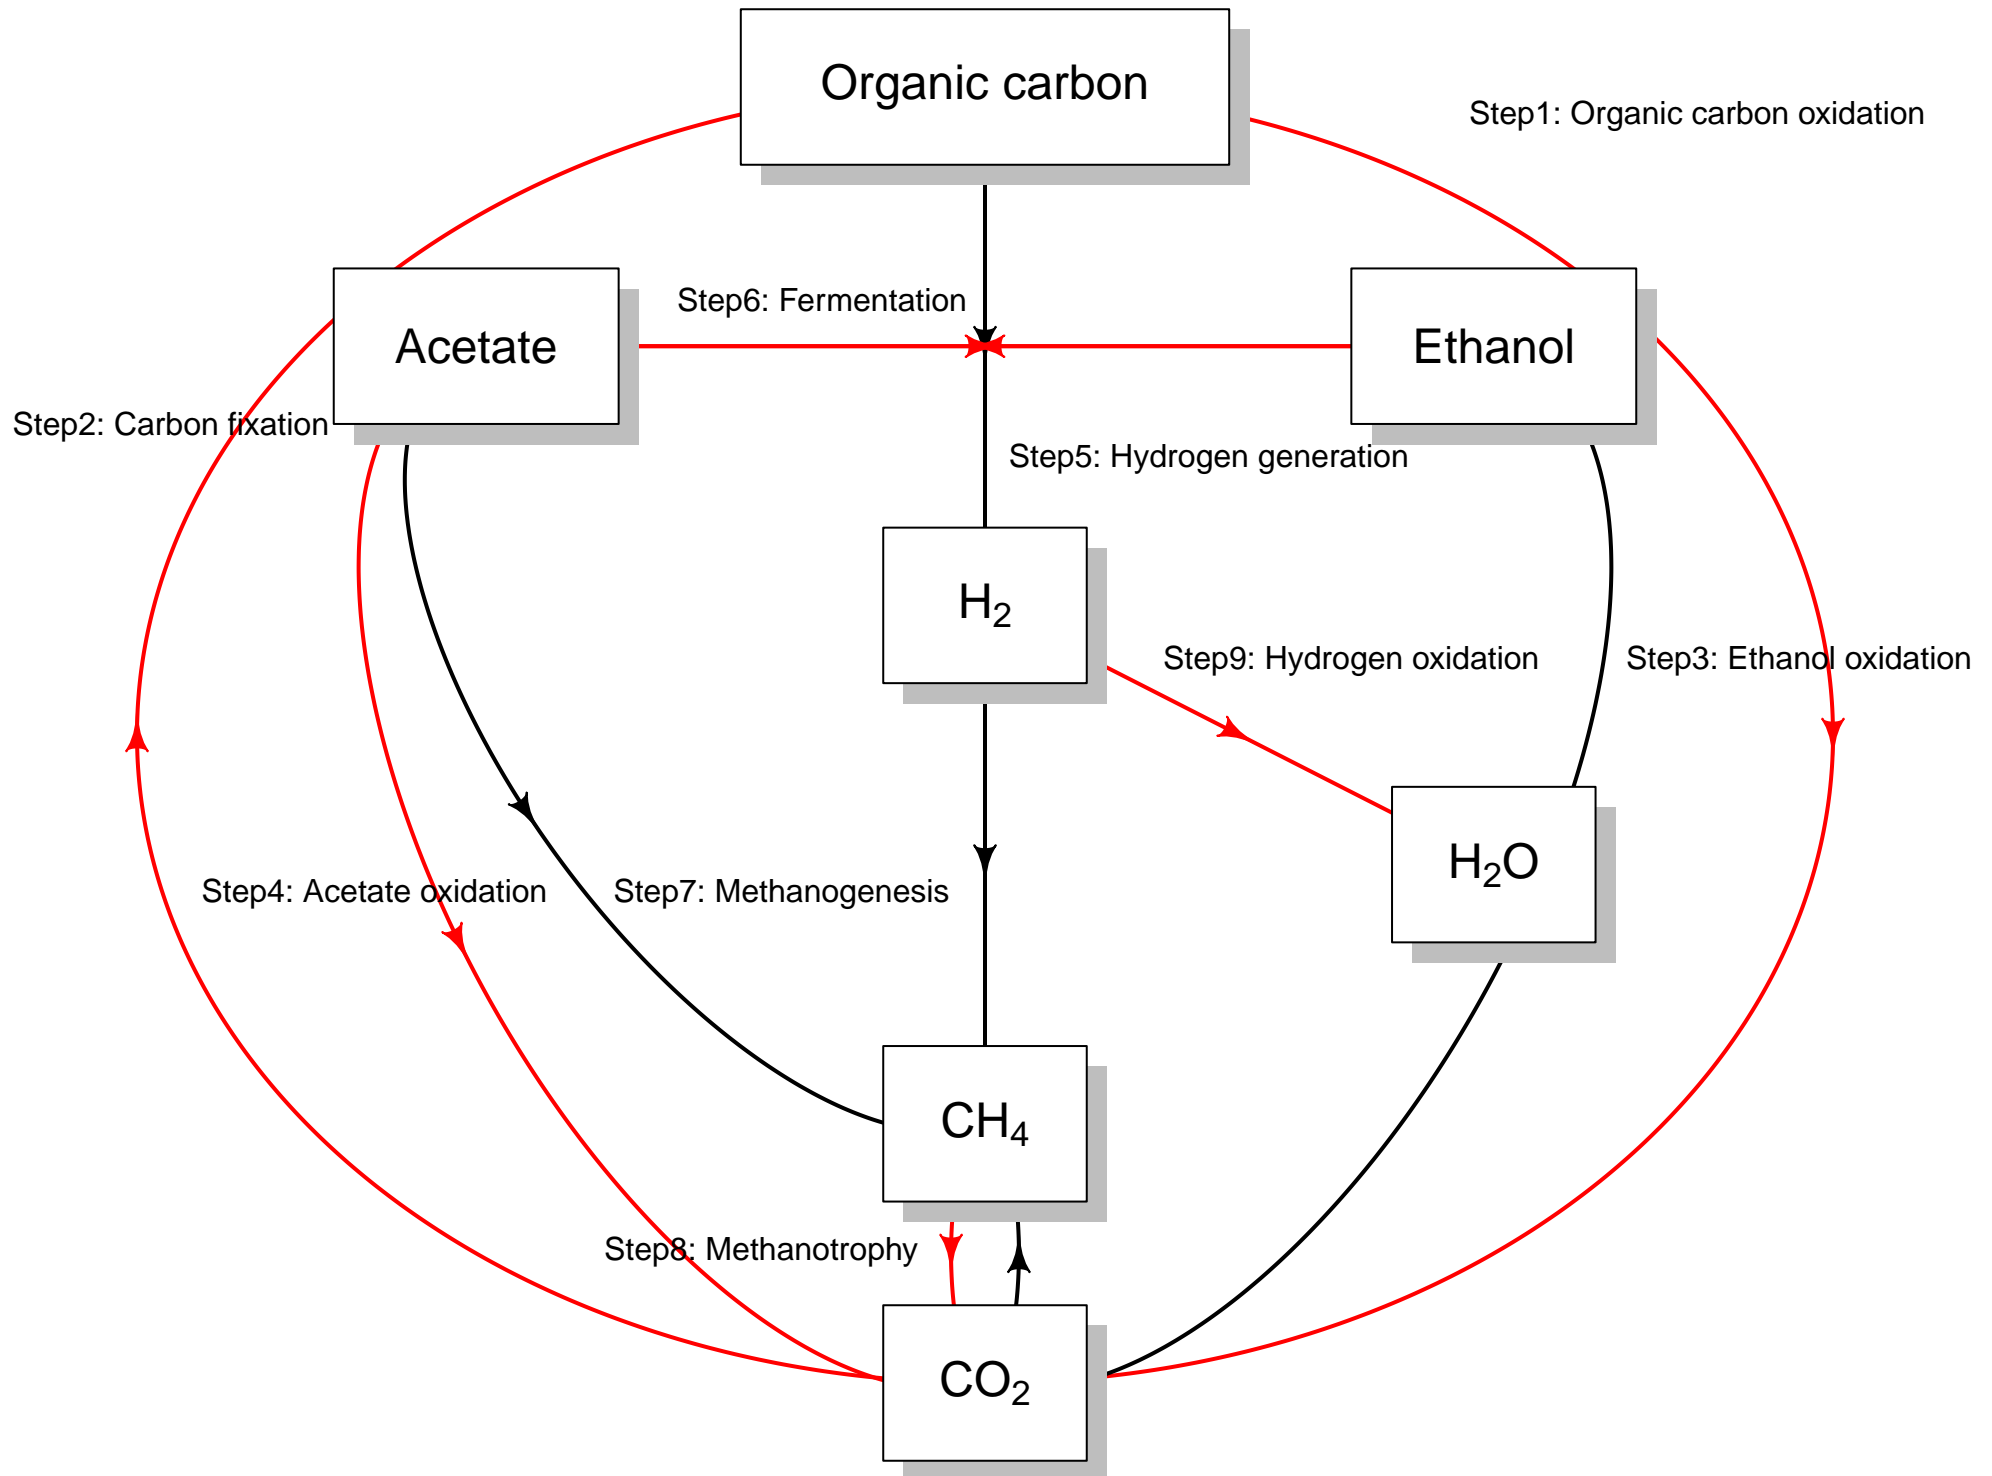 Organic carbon
Step1: Organic carbon oxidation
Step6: Fermentation
Acetate
Ethanol
Step2: Carbon fixation
Step5: Hydrogen generation
H₂
Step9: Hydrogen oxidation
Step3: Ethanol oxidation
H₂O
Step4: Acetate oxidation
Step7: Methanogenesis
CH₄
Step8: Methanotrophy
CO₂